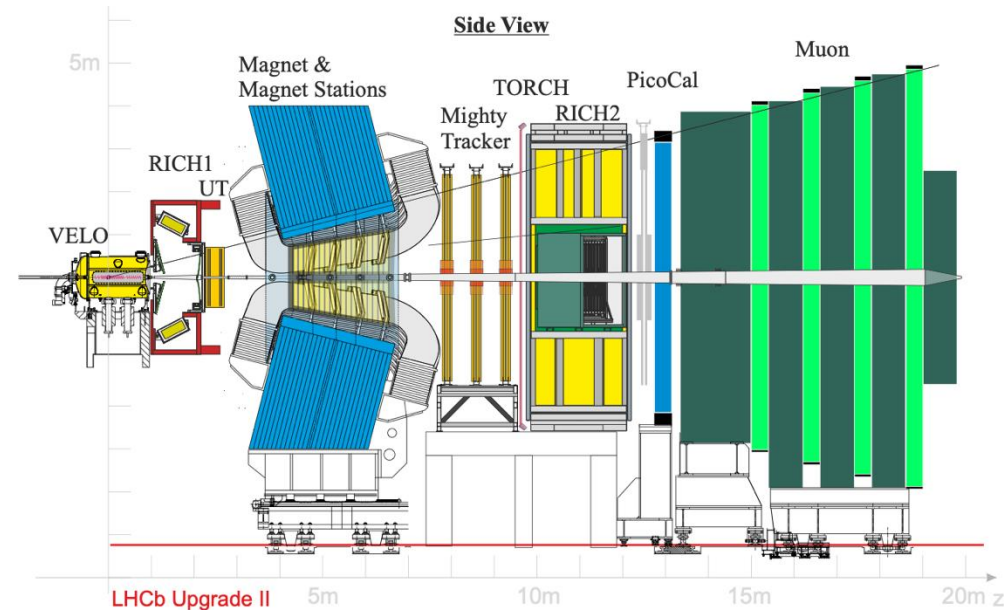 Side View
5m
Magnet &
Magnet Stations
Muon
TORCH
PicoCal
RICH2
Mighty
Tracker
RICH1
UT
VELO
LHCb Upgrade II
5m
10m
15m
20m
z